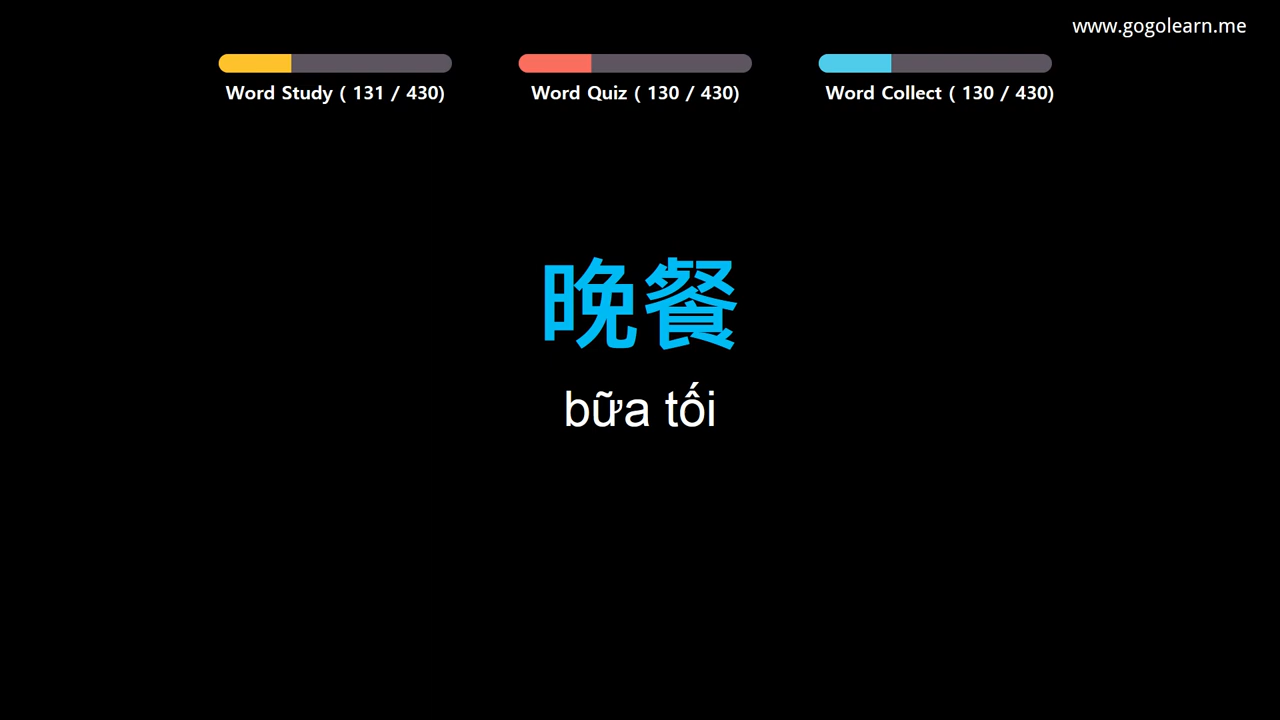 www.gogolearn.me
Word Study ( 131 / 430)
Word Quiz ( 130 / 430)
Word Collect ( 130 / 430)
晚餐
bữa tối